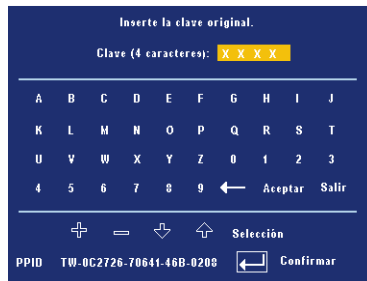 Inserte la clave original.
Clave (4 caracteres): X X X X
A B C D E F G H I J
K L M N O P Q R S T
U V W X Y Z 0 1 2 3
4 5 6 7 8 9 ← Aceptar Salir
Selección
PPID TW-0C2726-70641-46B-0208 Confirmar